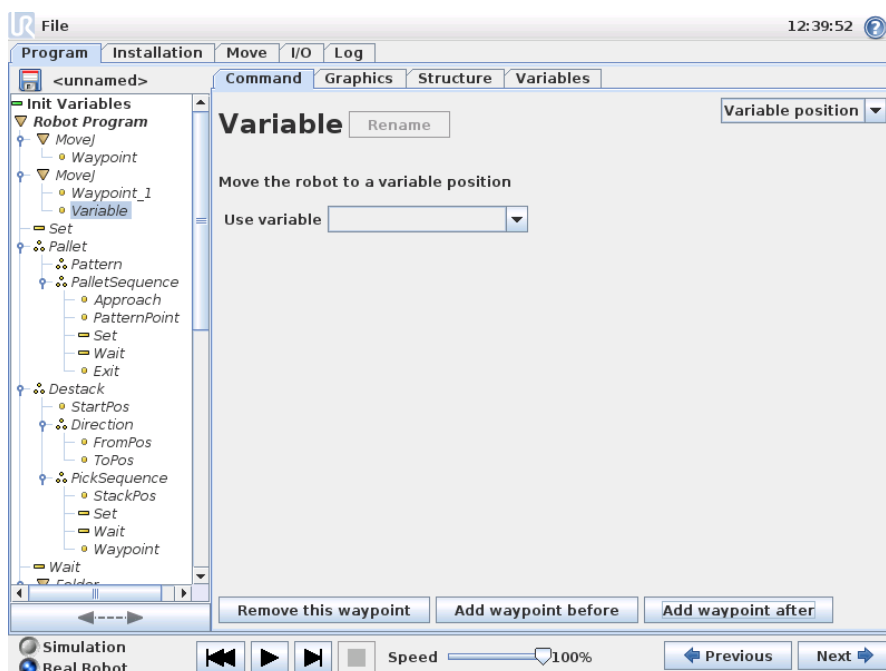 UR File 12:39:52 ?
Program Installation Move I/O Log
<unnamed> Command Graphics Structure Variables
Init Variables
Robot Program
MoveJ
Waypoint
MoveJ
Waypoint_1
Variable
Set
Pallet
Pattern
PalletSequence
Approach
PatternPoint
Set
Wait
Exit
Destack
StartPos
Direction
FromPos
ToPos
PickSequence
StackPos
Set
Wait
Waypoint
Wait
Folder
Variable Rename Variable position
Move the robot to a variable position
Use variable
Remove this waypoint Add waypoint before Add waypoint after
Simulation
Real Robot
Speed 100% Previous Next